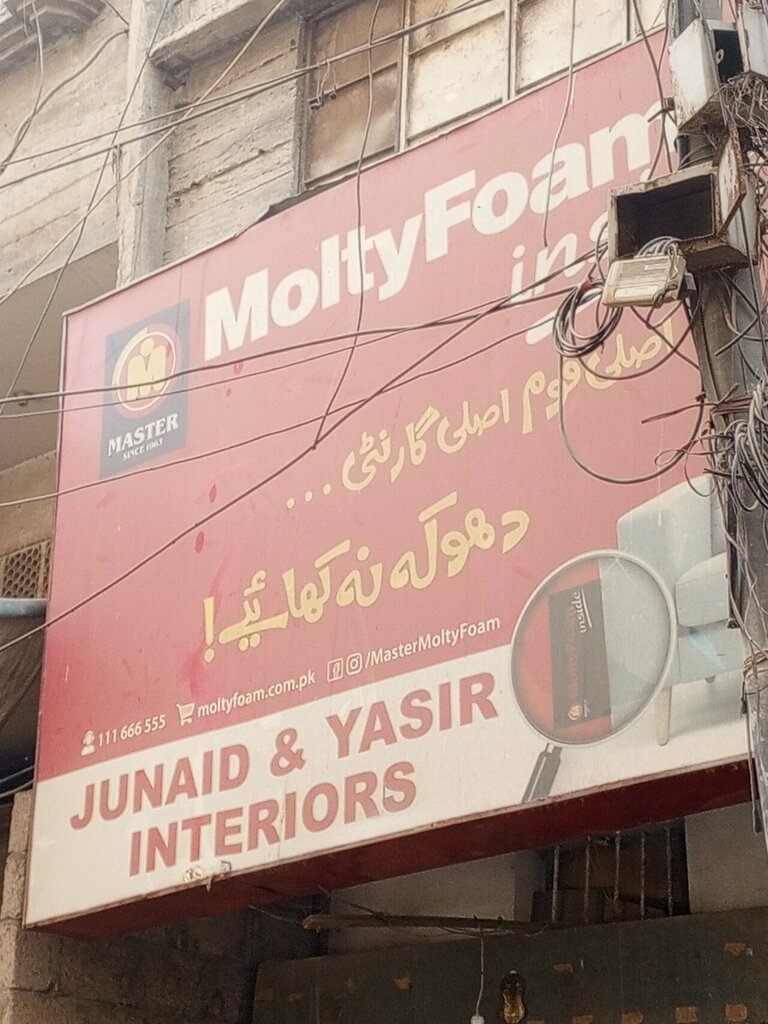 MoltyFoam
ins
M
MASTER
SINCE 1963
اصلی فوم اصلی گارنٹی...
دھوکہ نہ کھائیے!
111 666 555 moltyfoam.com.pk /MasterMoltyFoam
inside
JUNAID & YASIR
INTERIORS